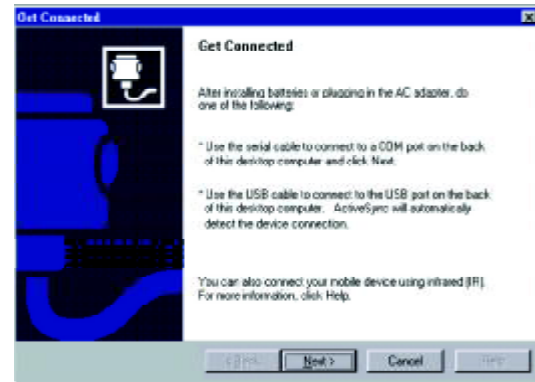 Get Connected
Get Connected
After installing batteries or plugging in the AC adapter, do
one of the following:
* Use the serial cable to connect to a COM port on the back
of this desktop computer and click Next.
* Use the USB cable to connect to the USB port on the back
of this desktop computer. ActiveSync will automatically
detect the device connection.
You can also connect your mobile device using infrared (IR).
For more information, click Help.
< Back Next > Cancel Help